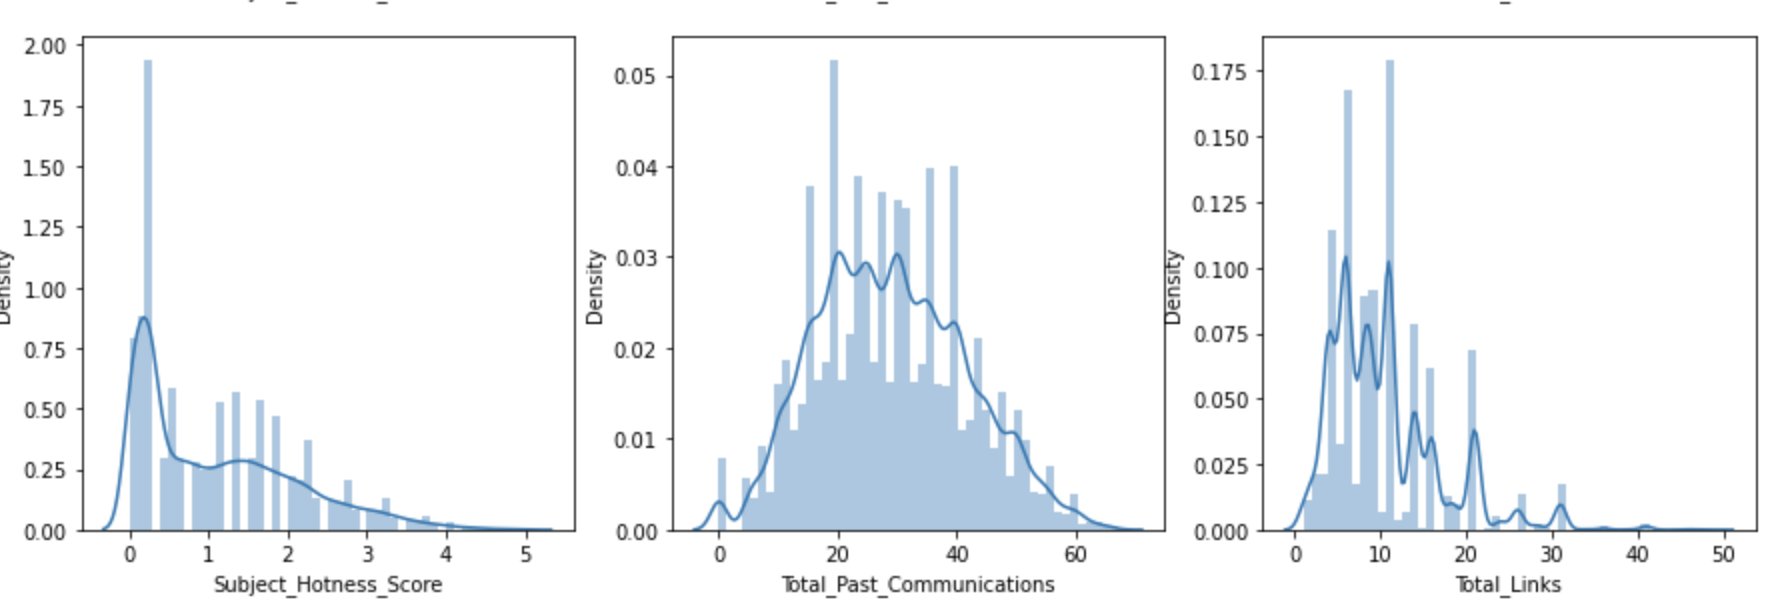 2.00
1.75
1.50
1.25
1.00
0.75
0.50
0.25
0.00
Density
0 1 2 3 4 5
Subject_Hotness_Score
0.05
0.04
0.03
0.02
0.01
0.00
Density
0 20 40 60
Total_Past_Communications
0.175
0.150
0.125
0.100
0.075
0.050
0.025
0.000
Density
0 10 20 30 40 50
Total_Links